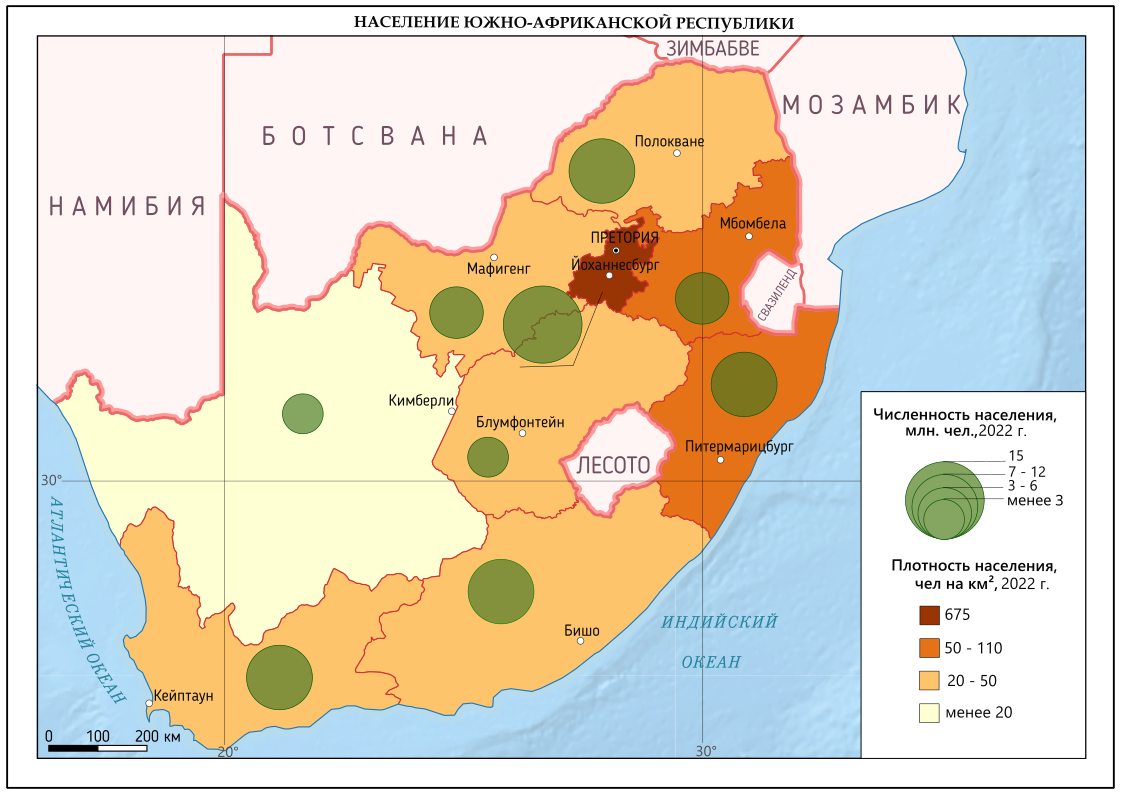 НАСЕЛЕНИЕ ЮЖНО-АФРИКАНСКОЙ РЕСПУБЛИКИ
ЗИМБАБВЕ
МОЗАМБИК
БОТСВАНА
Полокване
НАМИБИЯ
Мбомбела
ПРЕТОРИЯ
Мафигенг
Йоханнесбург
СВАЗИЛЕНД
Кимберли
Блумфонтейн
Питермарицбург
ЛЕСОТО
30°
АТЛАНТИЧЕСКИЙ ОКЕАН
ИНДИЙСКИЙ
ОКЕАН
Бишо
Кейптаун
0 100 200 км
20°
30°
Численность населения,
млн. чел.,2022 г.
15
7 - 12
3 - 6
менее 3
Плотность населения,
чел на км², 2022 г.
675
50 - 110
20 - 50
менее 20